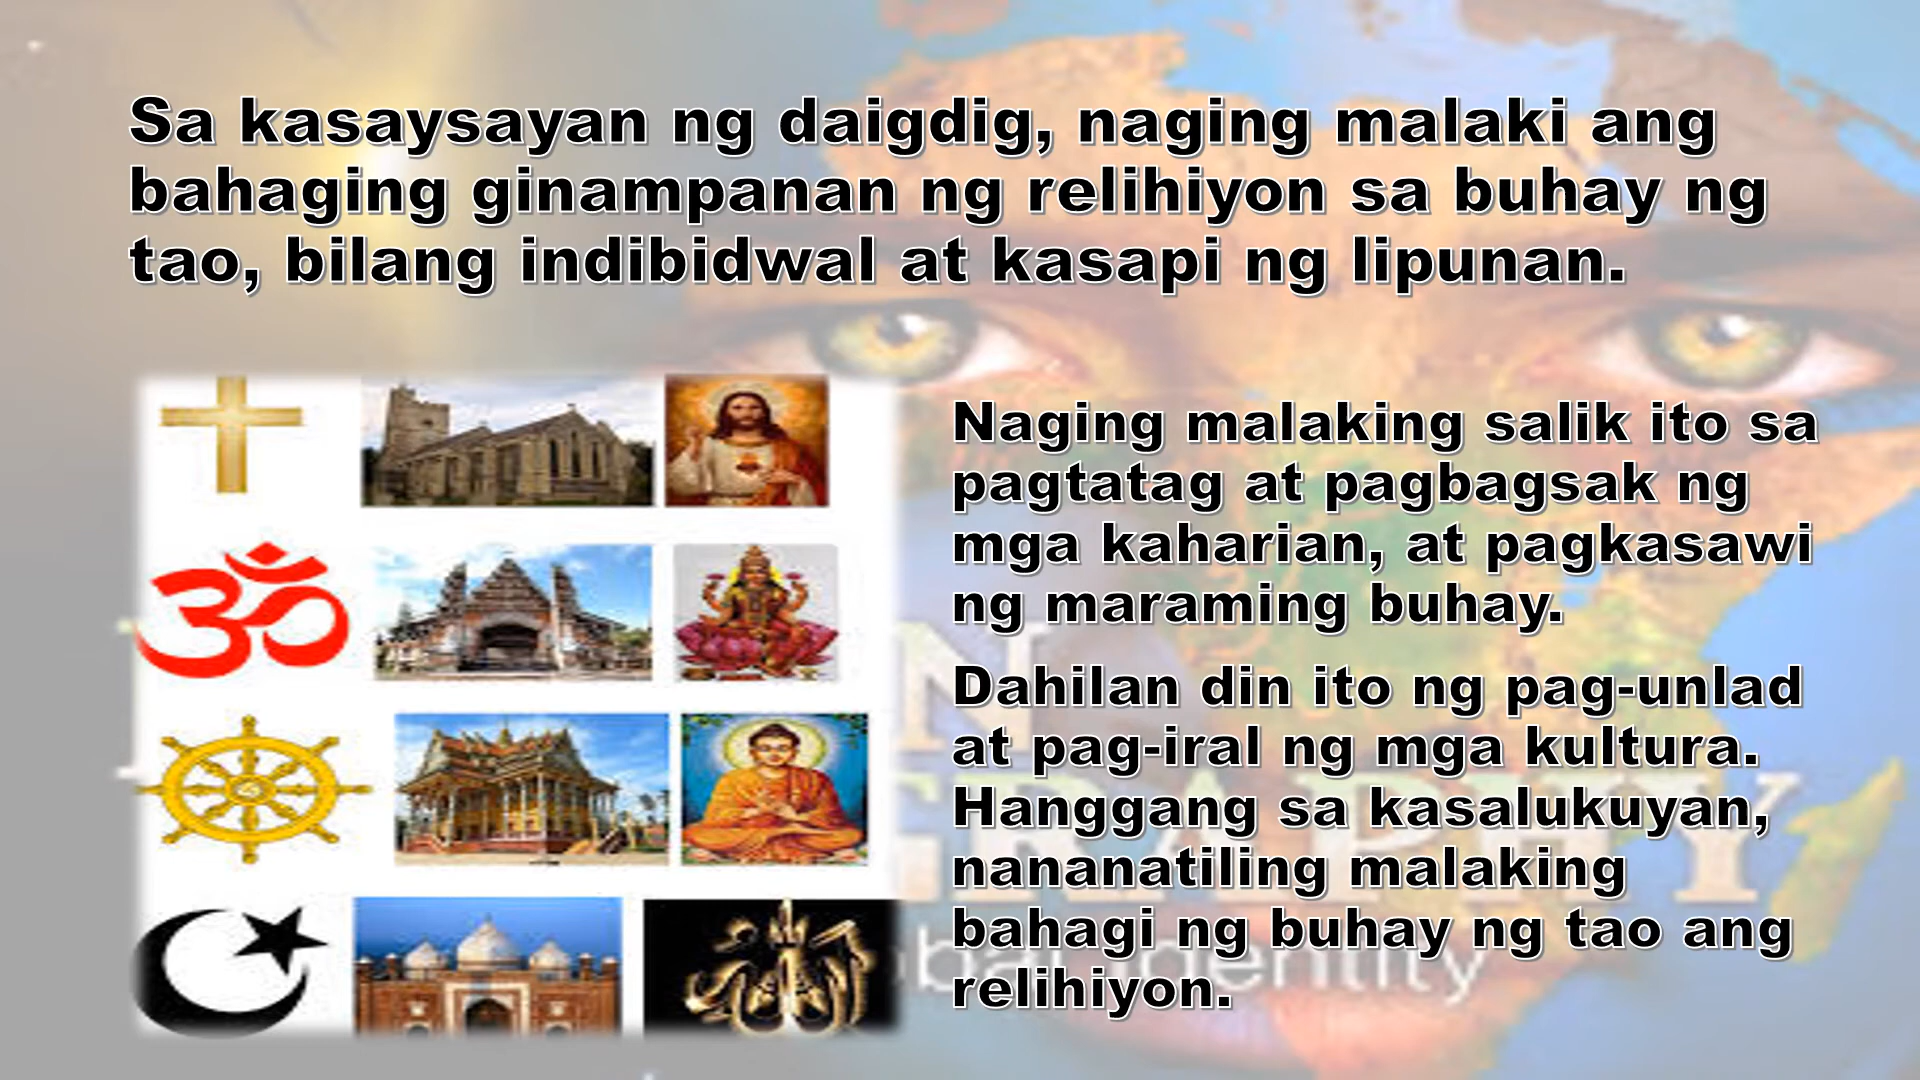 Sa kasaysayan ng daigdig, naging malaki ang
bahaging ginampanan ng relihiyon sa buhay ng
tao, bilang indibidwal at kasapi ng lipunan.
Naging malaking salik ito sa
pagtatag at pagbagsak ng
mga kaharian, at pagkasawi
ng maraming buhay.
Dahilan din ito ng pag-unlad
at pag-iral ng mga kultura.
Hanggang sa kasalukuyan,
nananatiling malaking
bahagi ng buhay ng tao ang
relihiyon.